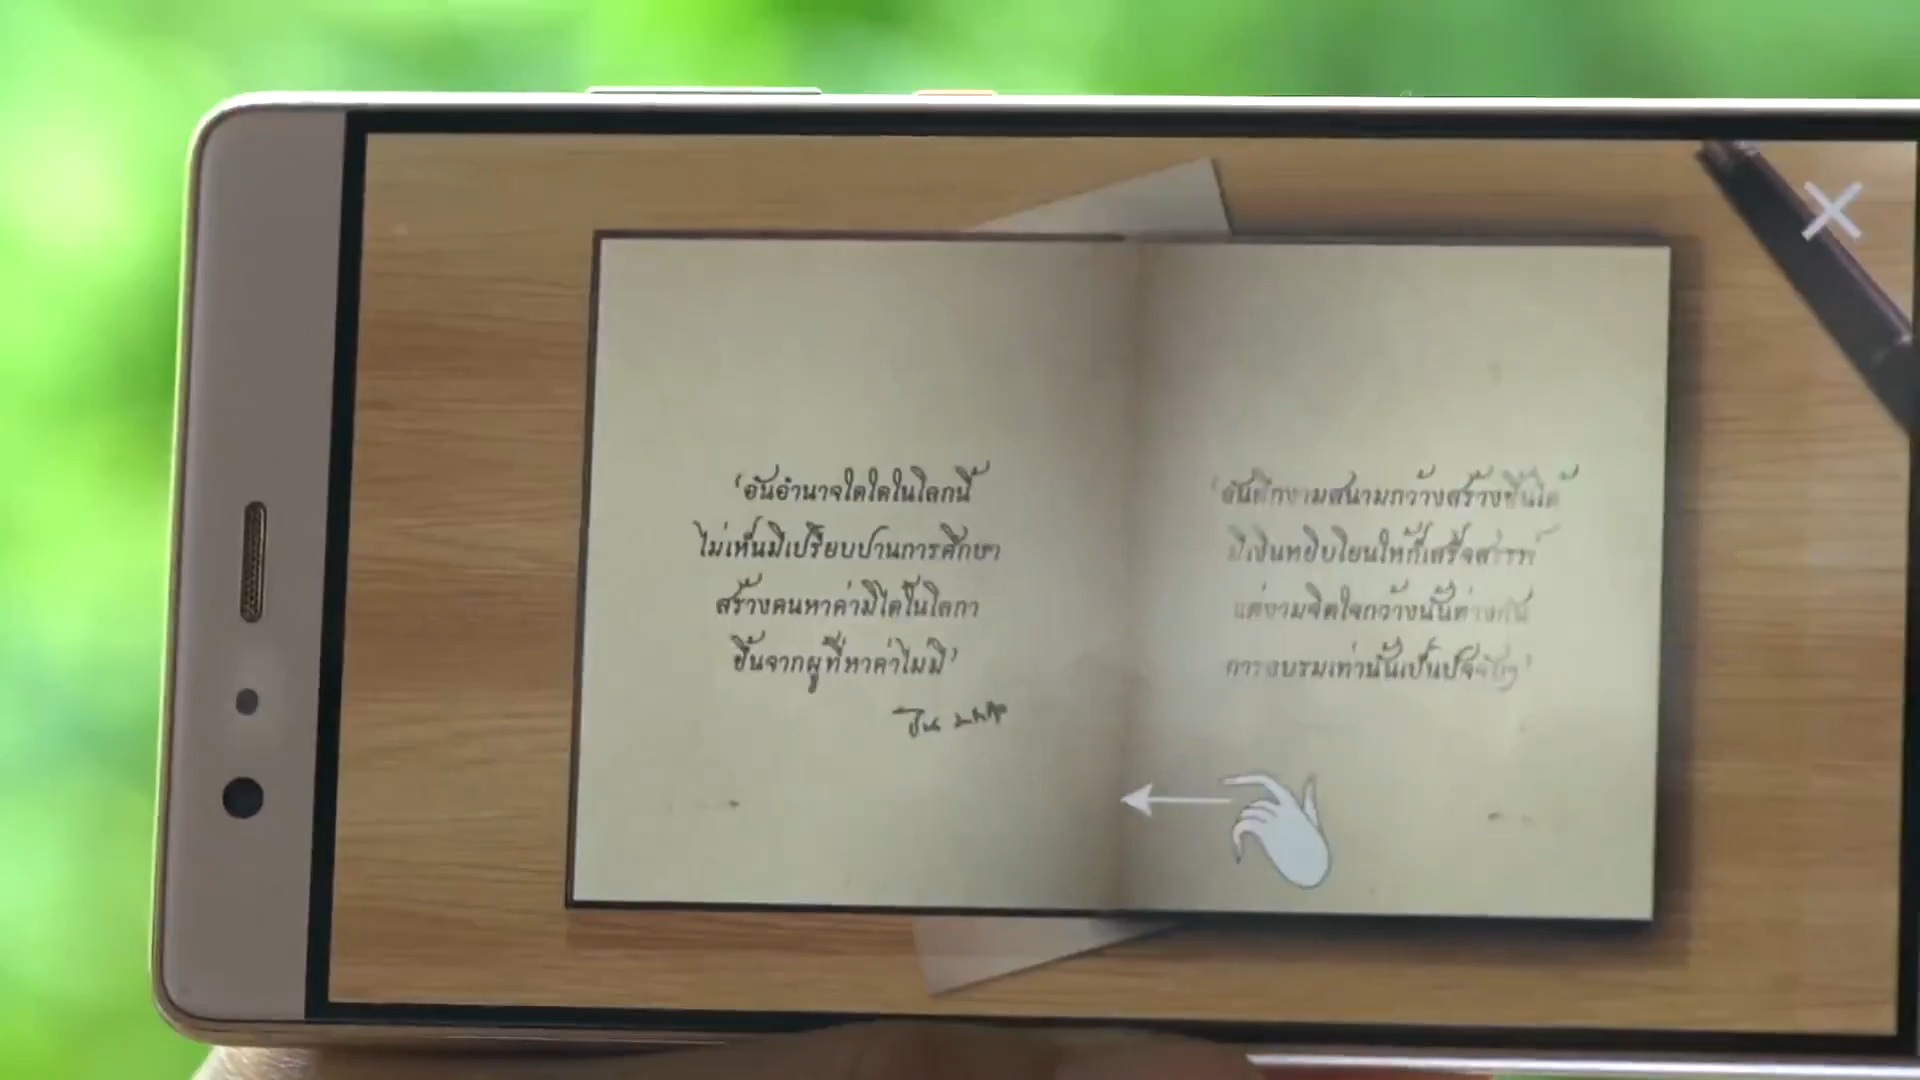 ‘อันอำนาจใดใดในโลกนี้
ไม่เห็นมีเปรียบปานการศึกษา
สร้างคนหาค่ามิได้ในโลกา
ขึ้นจากผู้ที่หาค่าไม่มี’
‘อันตึกงามสนามกว้างสร้างขึ้นได้
มีเงินหยิบโยนให้ก็เสร็จสรรพ์
แต่งามจิตใจกว้างนั้นต่างกัน
การอบรมเท่านั้นเป็นปัจจัยฯ’